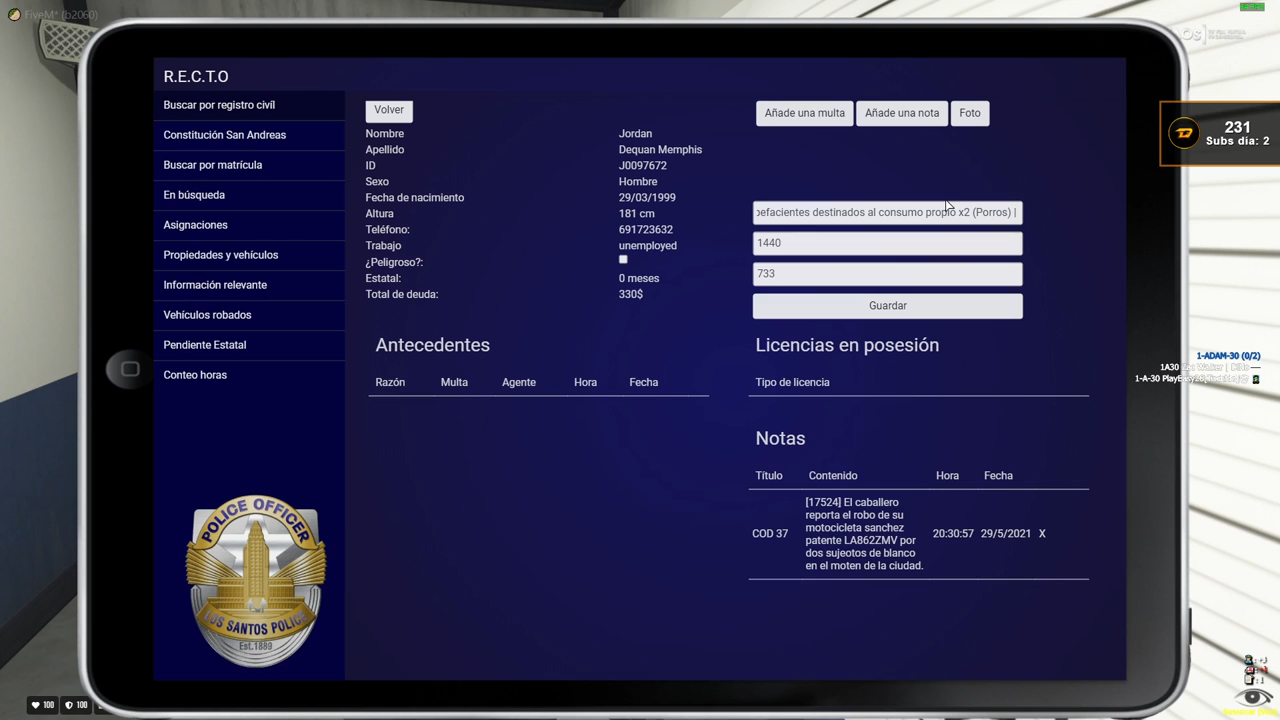 FiveM* (b2060)
R.E.C.T.O
Buscar por registro civíl
Constitución San Andreas
Buscar por matrícula
En búsqueda
Asignaciones
Propiedades y vehículos
Información relevante
Vehículos robados
Pendiente Estatal
Conteo horas
POLICE OFFICER
LOS SANTOS POLICE
Est.1889
Volver
Nombre Jordan
Apellido Dequan Memphis
ID J0097672
Sexo Hombre
Fecha de nacimiento 29/03/1999
Altura 181 cm
Teléfono: 691723632
Trabajo unemployed
¿Peligroso?:
Estatal: 0 meses
Total de deuda: 330$
Añade una multa Añade una nota Foto
pefacientes destinados al consumo propio x2 (Porros) |
1440
733
Guardar
Antecedentes
Razón Multa Agente Hora Fecha
Licencias en posesión
Tipo de licencia
Notas
Título Contenido Hora Fecha
COD 37
[17524] El caballero
reporta el robo de su
motocicleta sanchez
patente LA862ZMV por
dos sujeotos de blanco
en el moten de la ciudad.
20:30:57 29/5/2021 X
231
Subs día: 2
1-ADAM-30 (0/2)
100 100